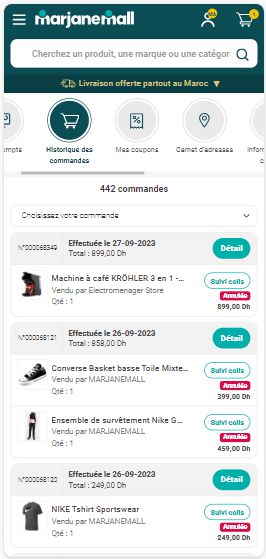 marjanemall
Cherchez un produit, une marque ou une catégor
Livraison offerte partout au Maroc ▼
ompte
Historique des
commandes
Mes coupons
Carnet d'adresses
Inform
442 commandes
Choisissez votre commande
N°000068349
Effectuée le 27-09-2023
Total : 899,00 Dh
Détail
Machine à café KRÖHLER 3 en 1 -...
Vendu par Electromenager Store
Qté : 1
Suivi colis
Annulée
899,00 Dh
Effectuée le 26-09-2023
Total : 858,00 Dh
Détail
Converse Basket basse Toile Mixte...
Vendu par MARJANEMALL
Qté : 1
Suivi colis
Annulée
399,00 Dh
Ensemble de survêtement Nike G...
Vendu par MARJANEMALL
Qté : 1
Suivi colis
Annulée
459,00 Dh
Effectuée le 26-09-2023
Total : 249,00 Dh
Détail
NIKE Tshirt Sportswear
Vendu par MARJANEMALL
Qté : 1
Suivi colis
Annulée
249,00 Dh